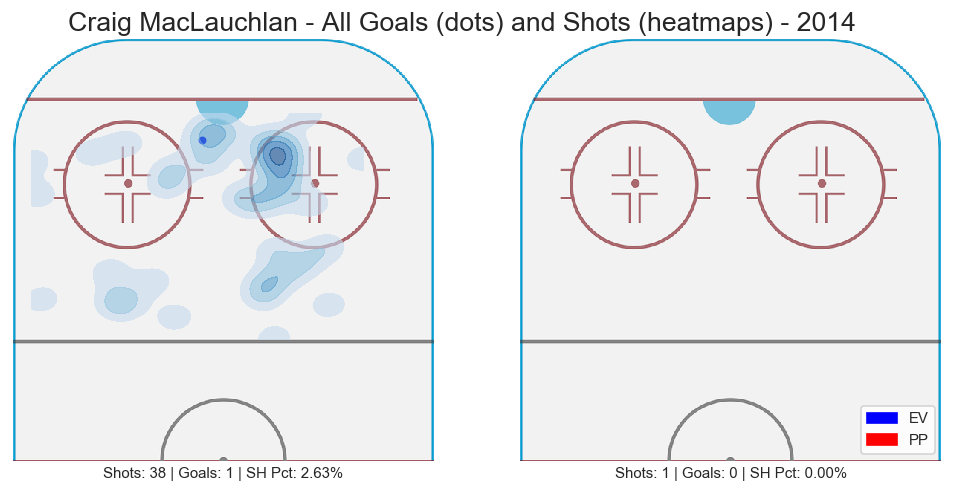 Craig MacLauchlan - All Goals (dots) and Shots (heatmaps) - 2014
EV
PP
Shots: 38 | Goals: 1 | SH Pct: 2.63%
Shots: 1 | Goals: 0 | SH Pct: 0.00%